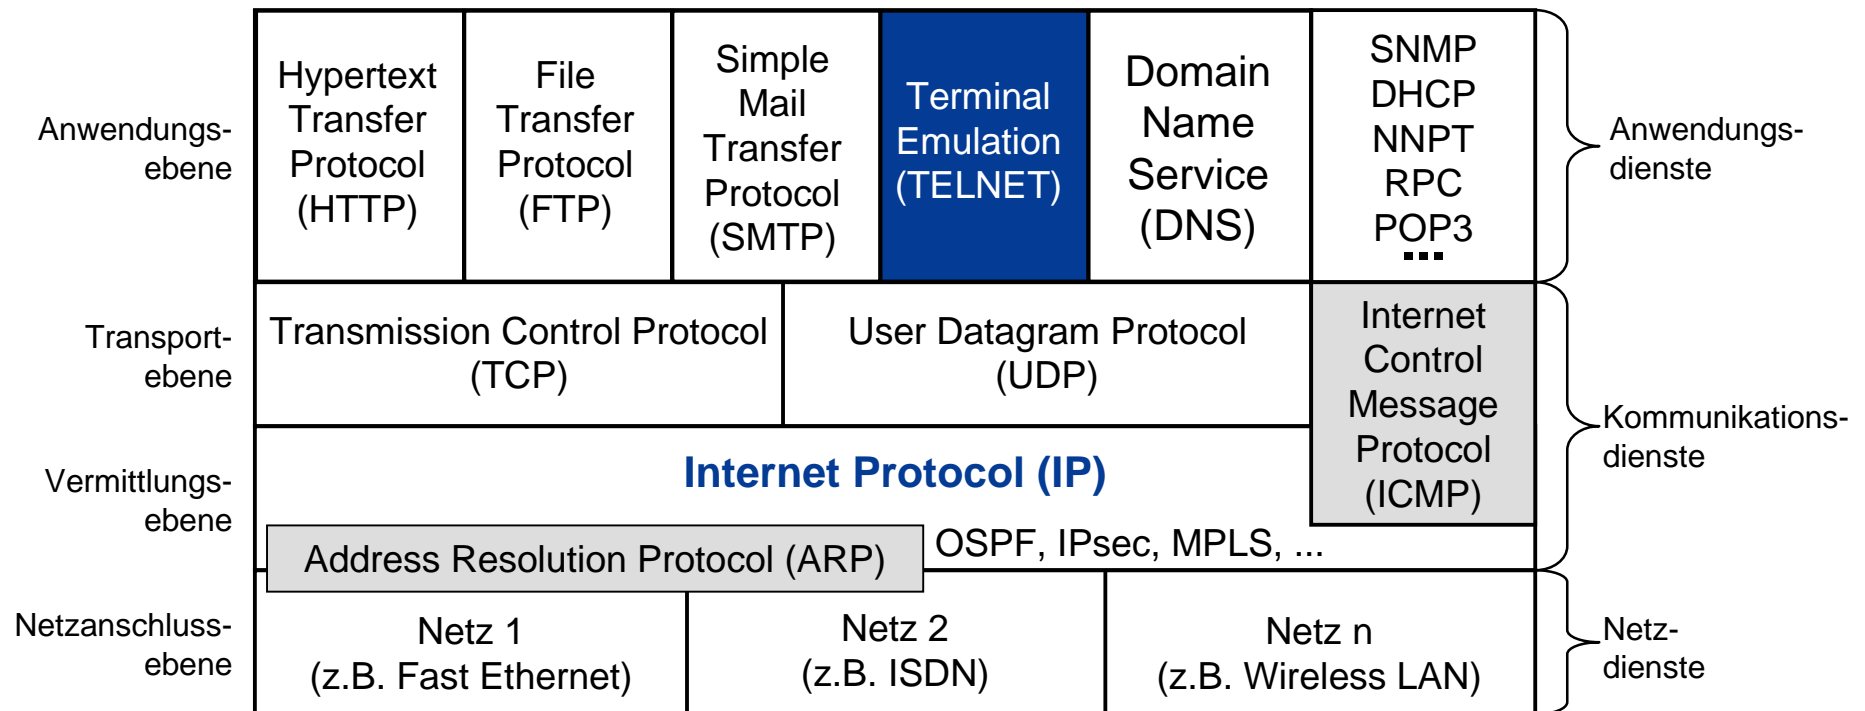 Anwendungs-
ebene
Hypertext
Transfer
Protocol
(HTTP)
File
Transfer
Protocol
(FTP)
Simple
Mail
Transfer
Protocol
(SMTP)
Terminal
Emulation
(TELNET)
Domain
Name
Service
(DNS)
SNMP
DHCP
NNPT
RPC
POP3
...
Anwendungs-
dienste
Transport-
ebene
Transmission Control Protocol
(TCP)
User Datagram Protocol
(UDP)
Internet
Control
Message
Protocol
(ICMP)
Kommunikations-
dienste
Vermittlungs-
ebene
Internet Protocol (IP)
Address Resolution Protocol (ARP)
OSPF, IPsec, MPLS, ...
Netzanschluss-
ebene
Netz 1
(z.B. Fast Ethernet)
Netz 2
(z.B. ISDN)
Netz n
(z.B. Wireless LAN)
Netz-
dienste